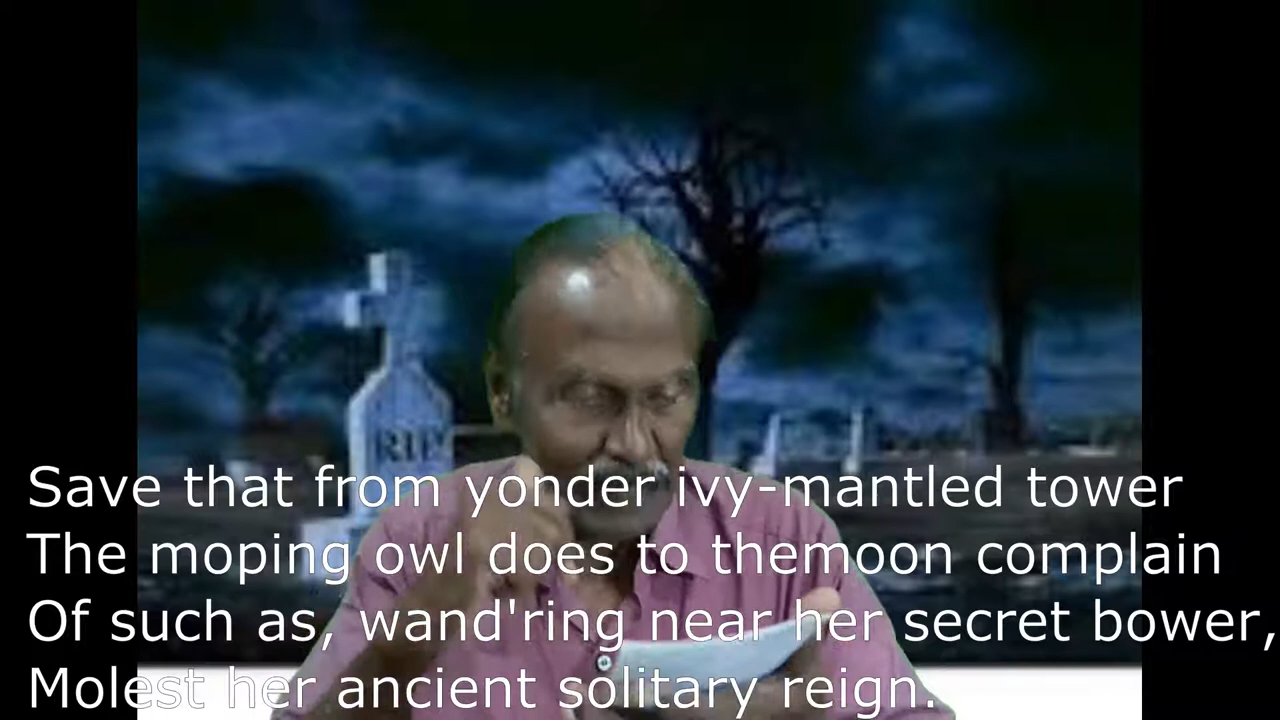 RIP
Save that from yonder ivy-mantled tower
The moping owl does to themoon complain
Of such as, wand'ring near her secret bower,
Molest her ancient solitary reign.